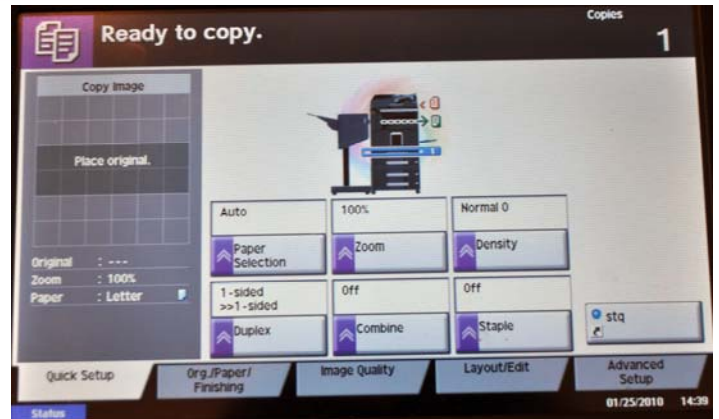 Copies
Ready to copy.
1
Copy Image
Place original.
Original : ---
Zoom : 100%
Paper : Letter
1
Auto
Paper
Selection
100%
Zoom
Normal 0
Density
1-sided
>>1-sided
Duplex
Off
Combine
Off
Staple
stq
Quick Setup
Org./Paper/
Finishing
Image Quality
Layout/Edit
Advanced
Setup
Status
01/25/2010 14:39